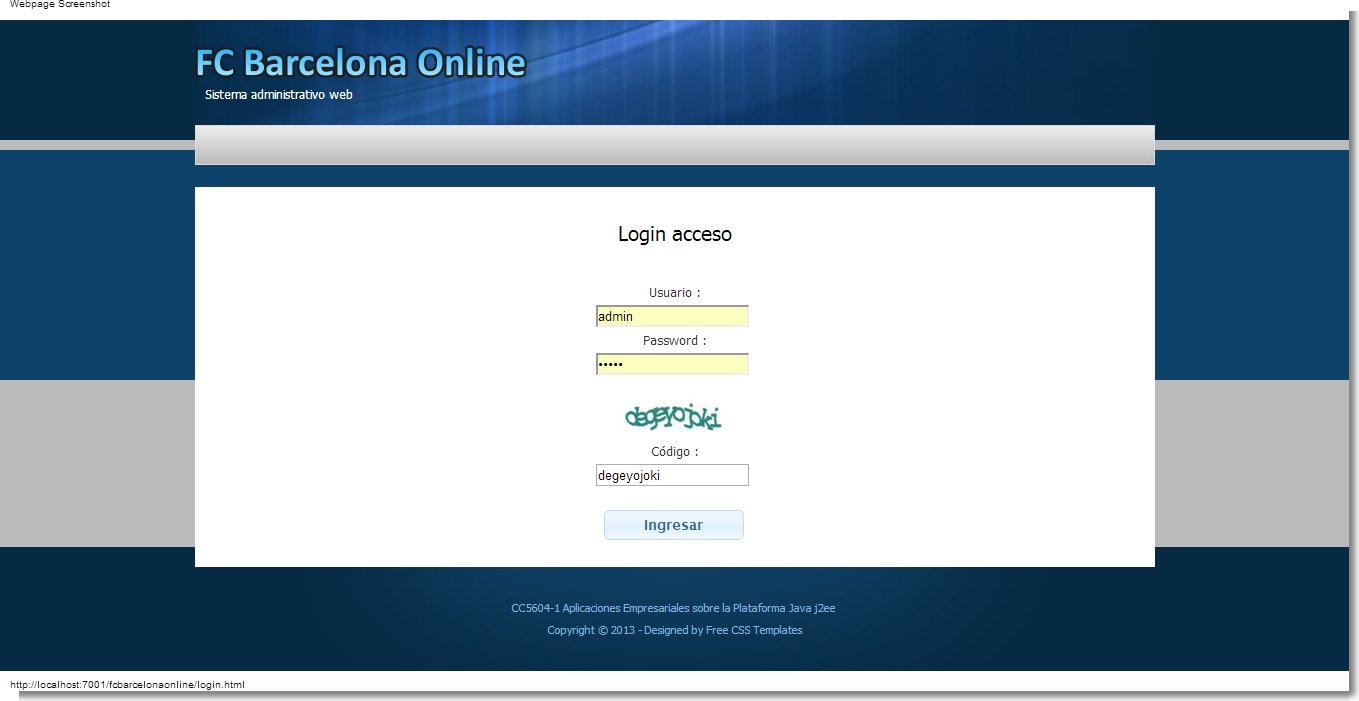 Webpage Screenshot
FC Barcelona Online
Sistema administrativo web
Login acceso
Usuario :
admin
Password :
•••••
degeyojoki
Código :
degeyojoki
Ingresar
CC5604-1 Aplicaciones Empresariales sobre la Plataforma Java j2ee
Copyright © 2013 - Designed by Free CSS Templates
http://localhost:7001/fcbarcelonaonline/login.html